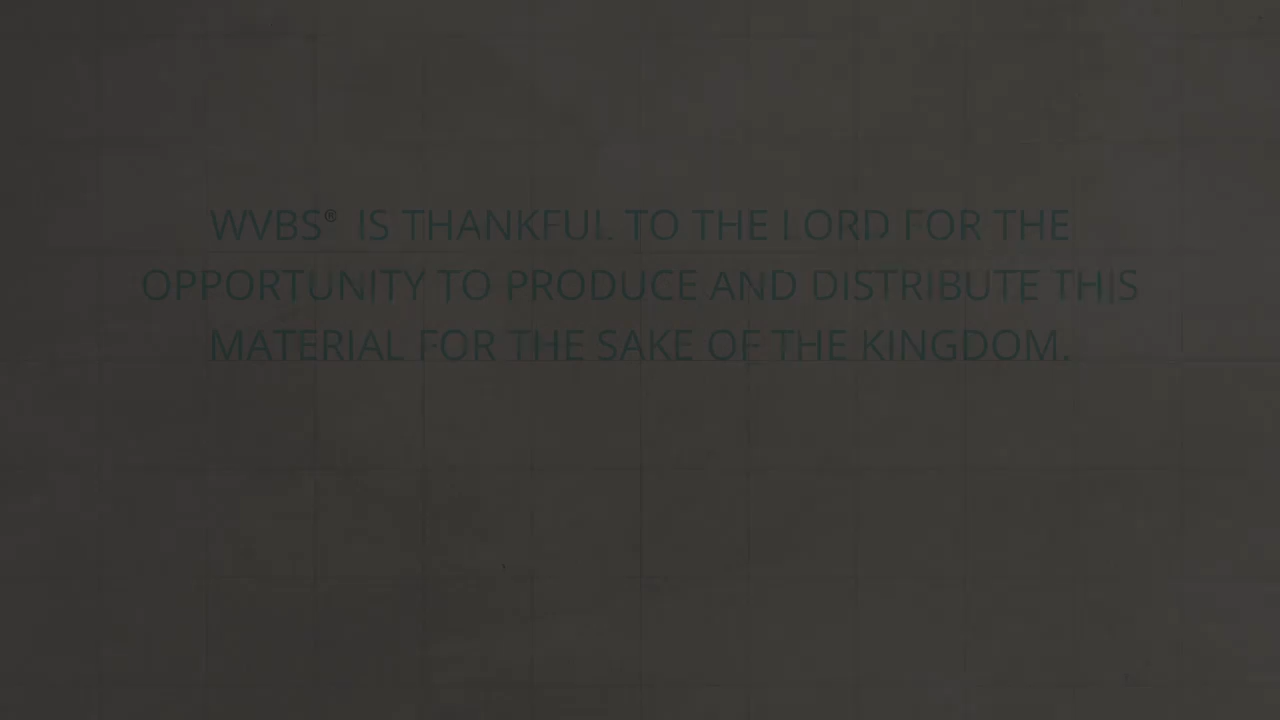 WVBS® IS THANKFUL TO THE LORD FOR THE
OPPORTUNITY TO PRODUCE AND DISTRIBUTE THIS
MATERIAL FOR THE SAKE OF THE KINGDOM.